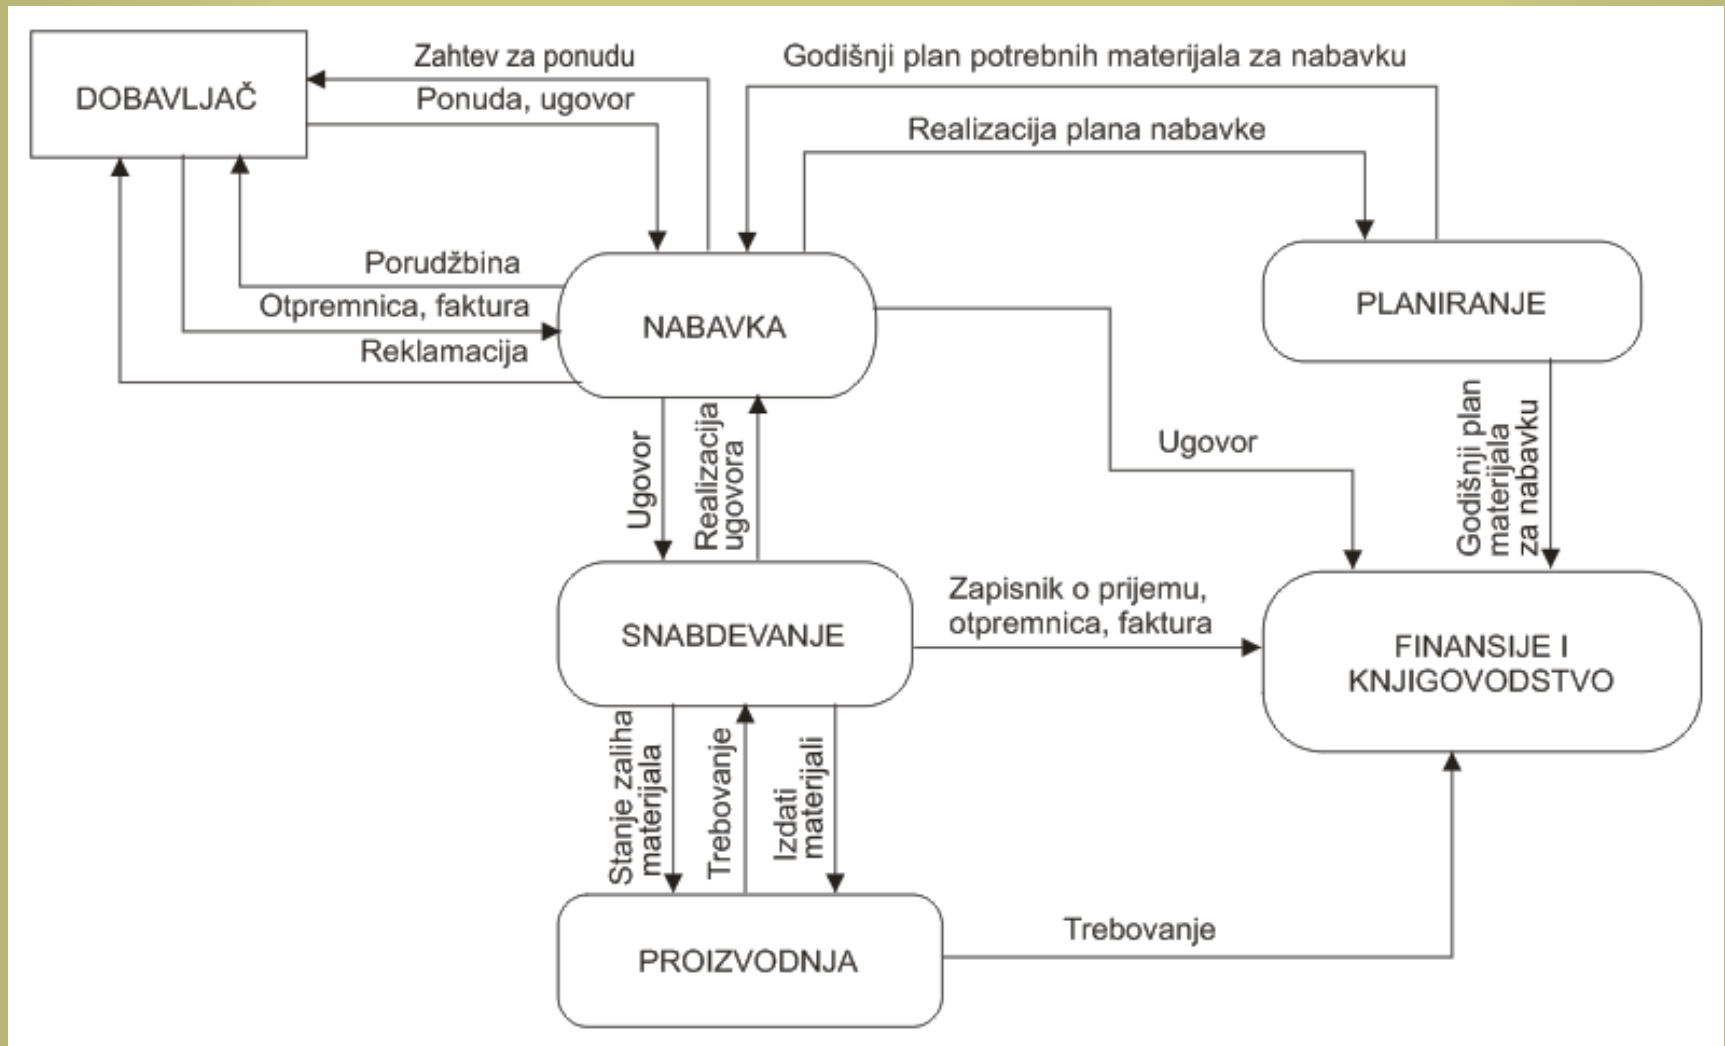 Zahtev za ponudu
Godišnji plan potrebnih materijala za nabavku
DOBAVLJAČ
Ponuda, ugovor
Realizacija plana nabavke
Porudžbina
Otpremnica, faktura
Reklamacija
NABAVKA
PLANIRANJE
Ugovor
Realizacija
ugovora
Ugovor
Godišnji plan
materijala
za nabavku
SNABDEVANJE
Zapisnik o prijemu,
otpremnica, faktura
FINANSIJE I
KNJIGOVODSTVO
Stanje zaliha
materijala
Trebovanje
Izdati
materijali
PROIZVODNJA
Trebovanje